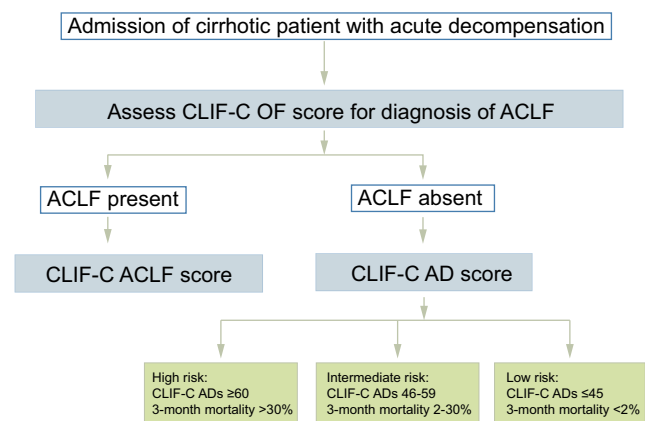 Admission of cirrhotic patient with acute decompensation
Assess CLIF-C OF score for diagnosis of ACLF
ACLF present
ACLF absent
CLIF-C ACLF score
CLIF-C AD score
High risk:
CLIF-C ADs ≥60
3-month mortality >30%
Intermediate risk:
CLIF-C ADs 46-59
3-month mortality 2-30%
Low risk:
CLIF-C ADs ≤45
3-month mortality <2%